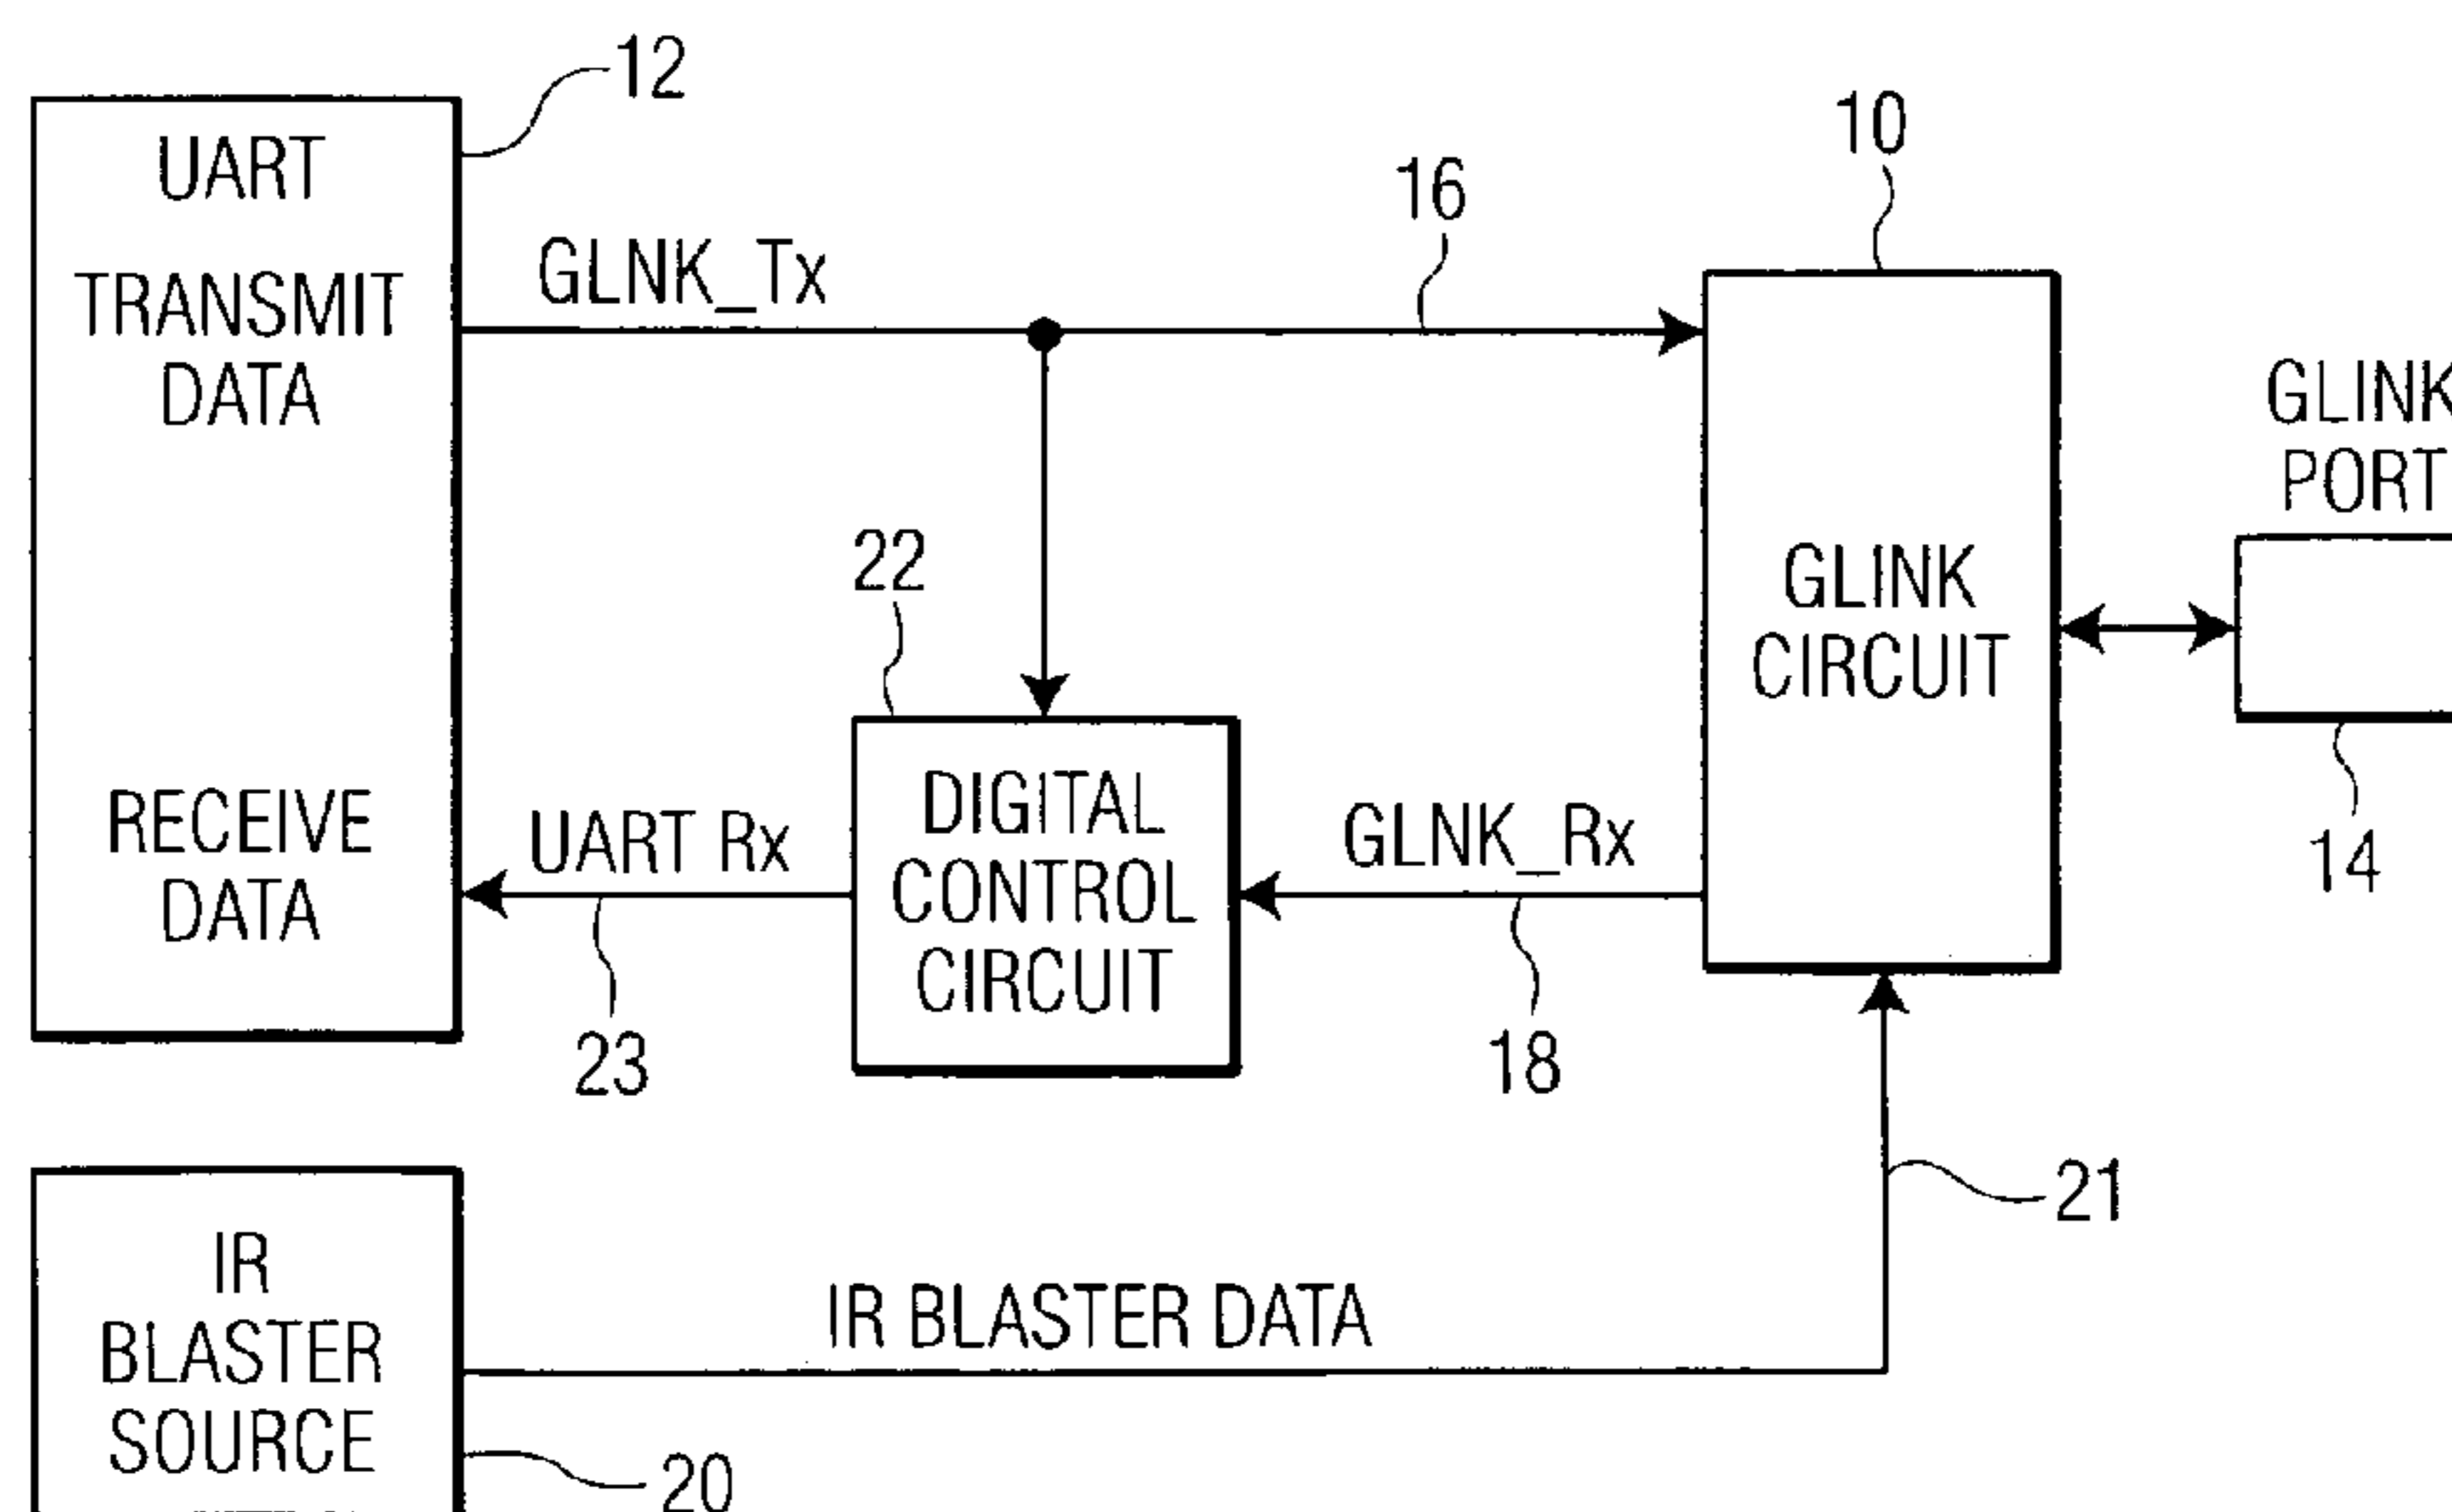 12
UART
TRANSMIT
DATA
RECEIVE
DATA
GLNK_Tx
16
10
GLINK
CIRCUIT
GLINK
PORT
14
22
DIGITAL
CONTROL
CIRCUIT
UART Rx
23
GLNK_Rx
18
21
IR
BLASTER
SOURCE
20
IR BLASTER DATA